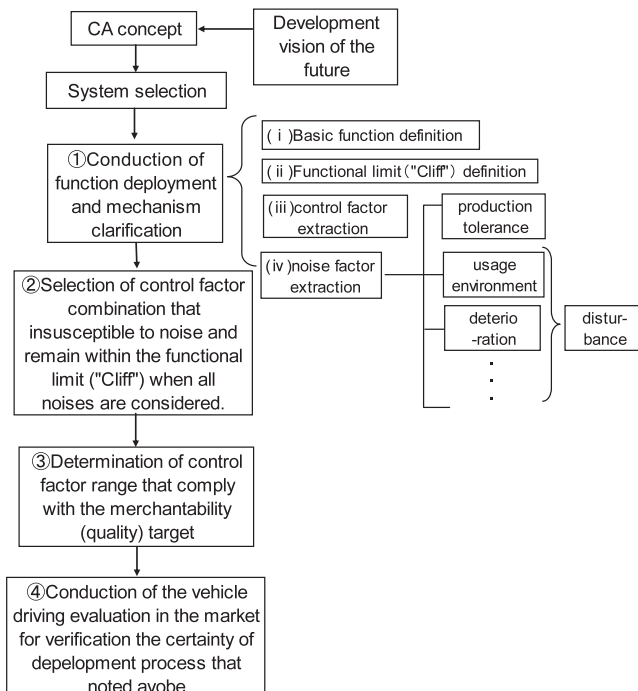 CA concept
Development
vision of the
future
System selection
①Conduction of
function deployment
and mechanism
clarification
(ⅰ)Basic function definition
(ⅱ)Functional limit("Cliff") definition
(ⅲ)control factor
extraction
(ⅳ)noise factor
extraction
production
tolerance
usage
environment
deterio
-ration
.
.
.
distur-
bance
②Selection of control factor
combination that
insusceptible to noise and
remain within the functional
limit ("Cliff") when all
noises are considered.
③Determination of control
factor range that comply
with the merchantability
(quality) target
④Conduction of the vehicle
driving evaluation in the market
for verification the certainty of
depelopment process that
noted avobe